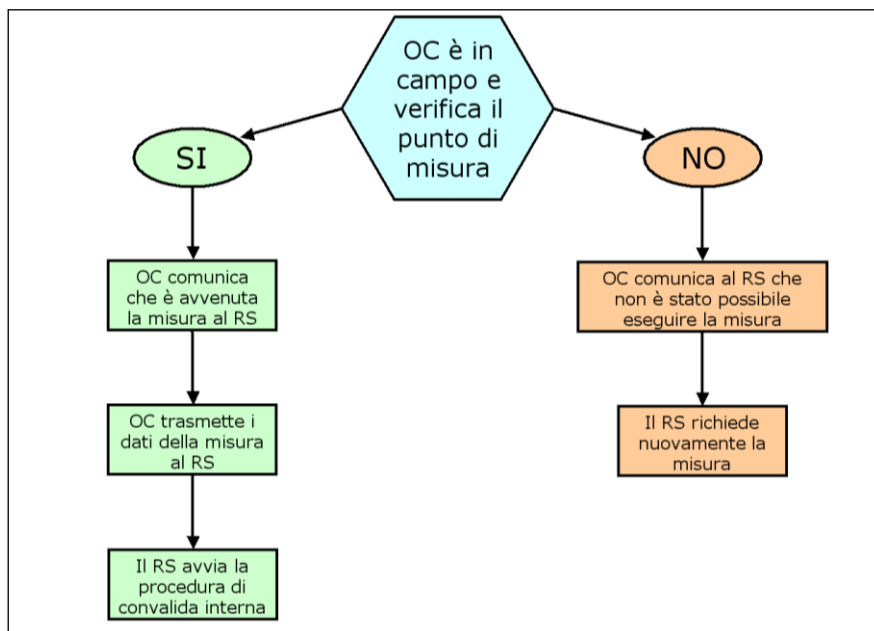 OC è in
campo e
verifica il
punto di
misura
SI
NO
OC comunica
che è avvenuta
la misura al RS
OC comunica al RS che
non è stato possibile
eseguire la misura
OC trasmette i
dati della misura
al RS
Il RS richiede
nuovamente la
misura
Il RS avvia la
procedura di
convalida interna